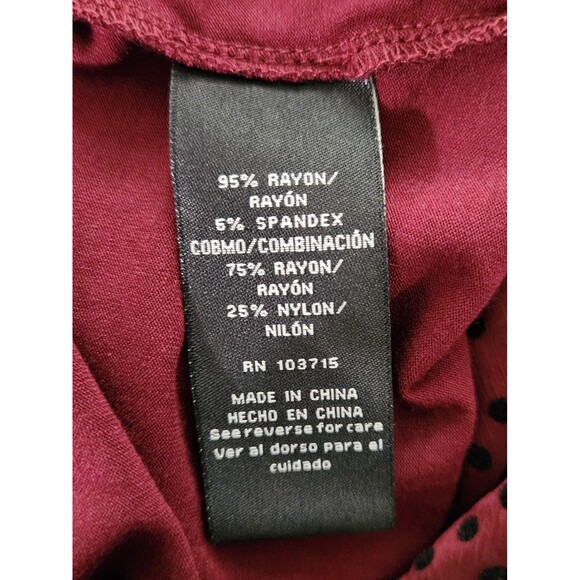 95% RAYON/
RAYÓN
5% SPANDEX
COBMO/COMBINACIÓN
75% RAYON/
RAYÓN
25% NYLON/
NILÓN
RN 103715
MADE IN CHINA
HECHO EN CHINA
See reverse for care
Ver al dorso para el
cuidado